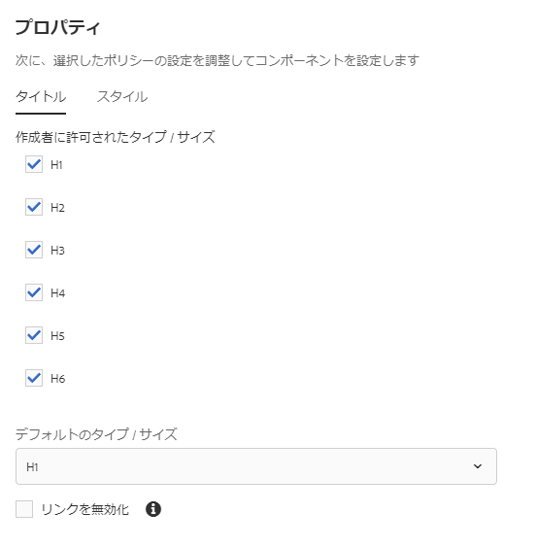 プロパティ
次に、選択したポリシーの設定を調整してコンポーネントを設定します
タイトル スタイル
作成者に許可されたタイプ / サイズ
H1
H2
H3
H4
H5
H6
デフォルトのタイプ / サイズ
H1
リンクを無効化